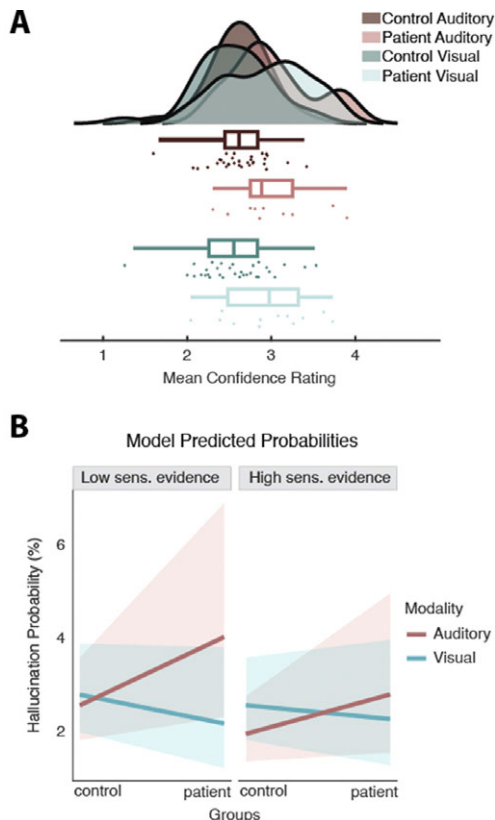 A
Control Auditory
Patient Auditory
Control Visual
Patient Visual
1 2 3 4
Mean Confidence Rating
B
Model Predicted Probabilities
Low sens. evidence High sens. evidence
Hallucination Probability (%)
6
4
2
Modality
Auditory
Visual
control patient control patient
Groups